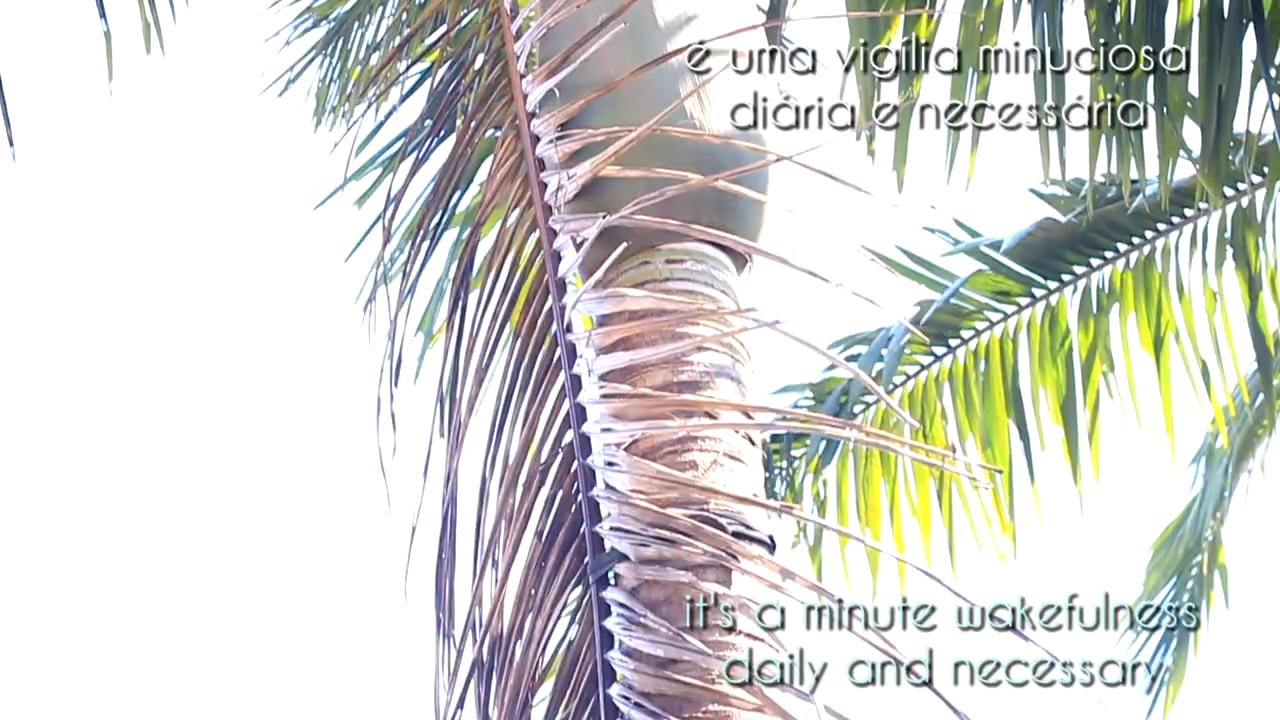 é uma vigília minuciosa
diária e necessária
it's a minute wakefulness
daily and necessary